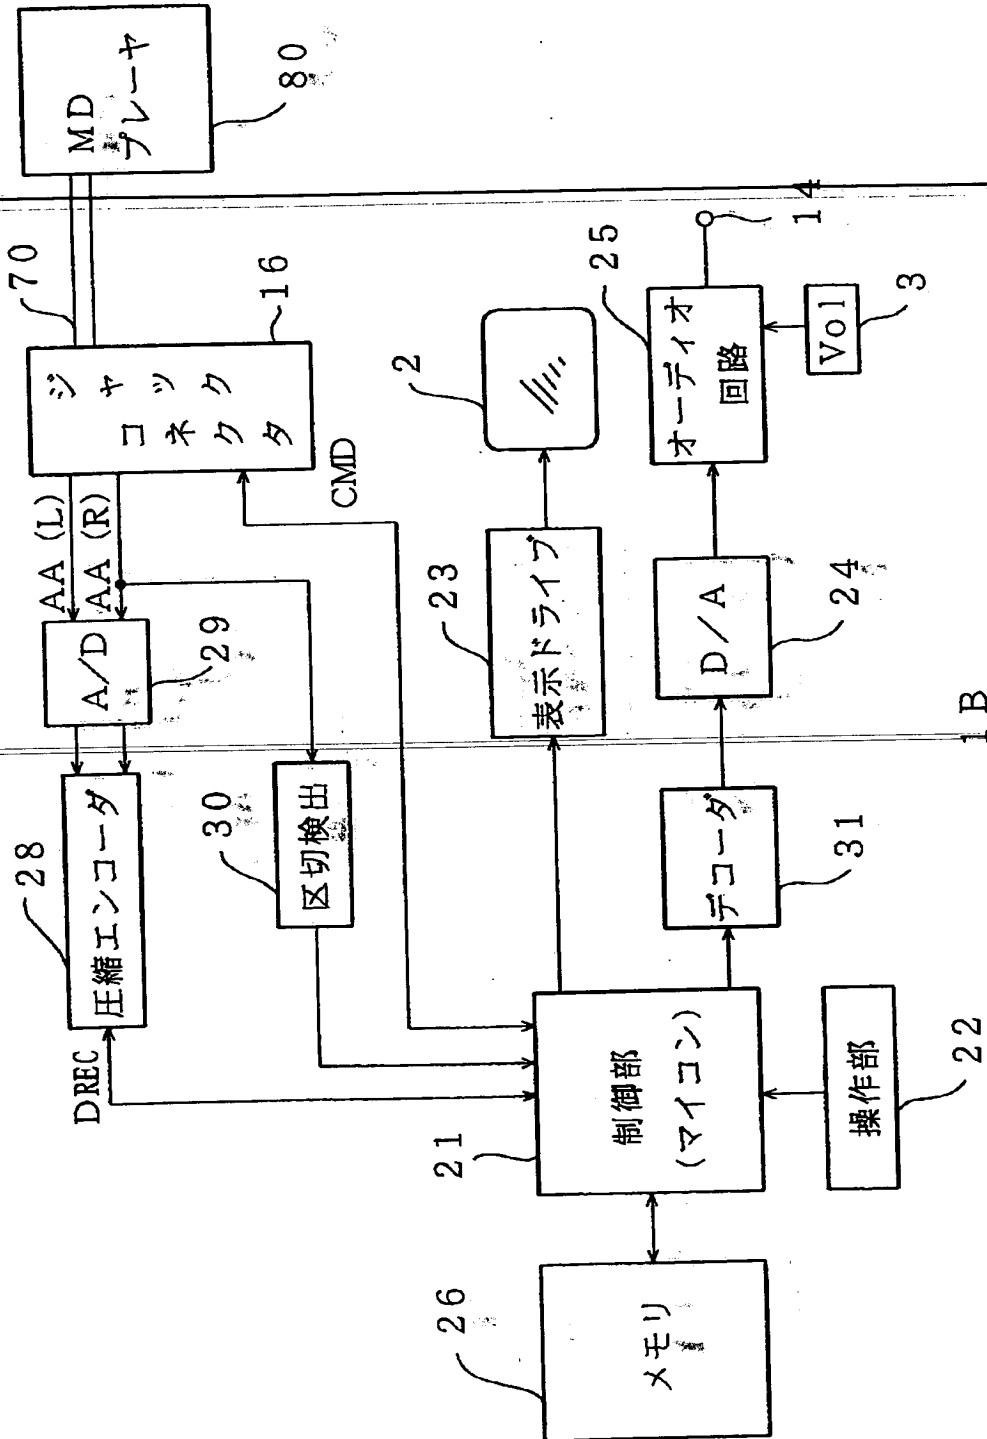 MD
プレーヤ
80
70
ジャック
コネクタ
16
CMD
AA (L)
AA (R)
A/D
29
圧縮エンコーダ
28
DREC
区切検出
30
2
表示ドライブ
23
オーディオ
回路
25
14
Vol
3
D/A
24
1B
デコーダ
31
制御部
(マイコン)
21
操作部
22
メモリ
26